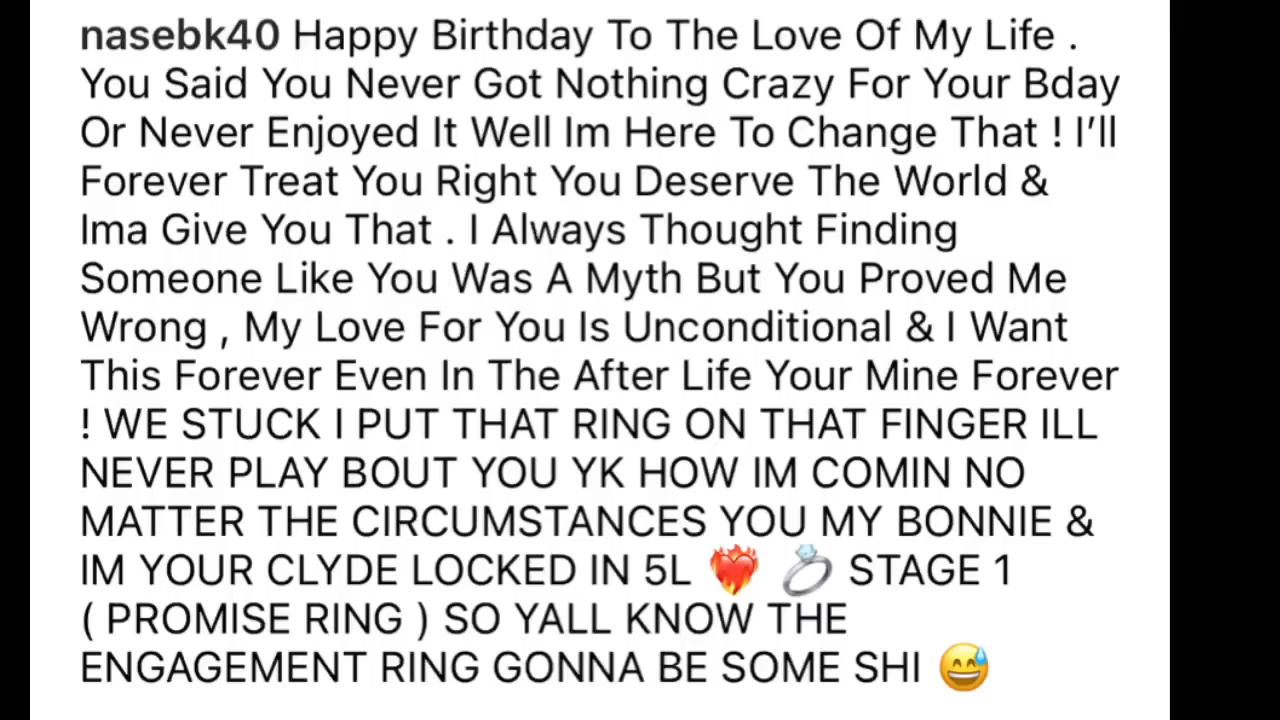 nasebk40 Happy Birthday To The Love Of My Life .
You Said You Never Got Nothing Crazy For Your Bday
Or Never Enjoyed It Well Im Here To Change That ! I’ll
Forever Treat You Right You Deserve The World &
Ima Give You That . I Always Thought Finding
Someone Like You Was A Myth But You Proved Me
Wrong , My Love For You Is Unconditional & I Want
This Forever Even In The After Life Your Mine Forever
! WE STUCK I PUT THAT RING ON THAT FINGER ILL
NEVER PLAY BOUT YOU YK HOW IM COMIN NO
MATTER THE CIRCUMSTANCES YOU MY BONNIE &
IM YOUR CLYDE LOCKED IN 5L ❤️‍🔥 💍 STAGE 1
( PROMISE RING ) SO YALL KNOW THE
ENGAGEMENT RING GONNA BE SOME SHI 😅